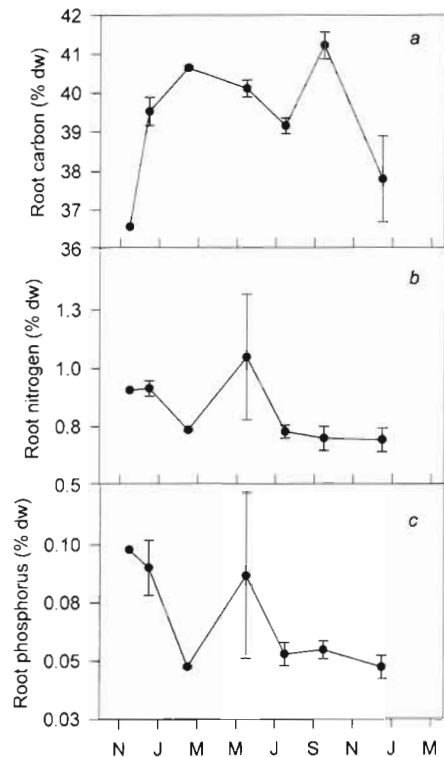 42
a
41
40
39
38
37
36
Root carbon (% dw)
b
1.3
1.0
0.8
0.5
Root nitrogen (% dw)
c
0.10
0.08
0.05
0.03
Root phosphorus (% dw)
N J M M J S N J M